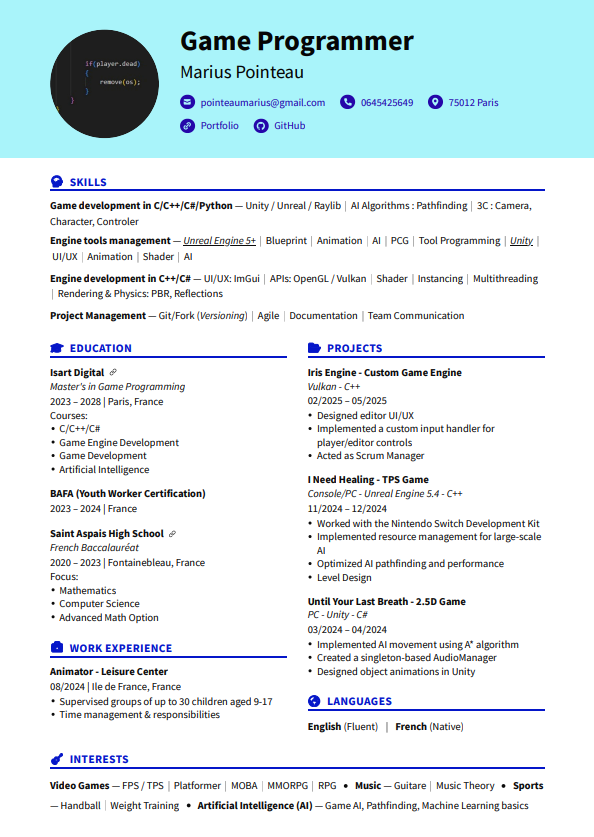 if(player.dead)
{
remove(os);
}
}
Game Programmer
Marius Pointeau
pointeaumarius@gmail.com 0645425649 75012 Paris
Portfolio GitHub
SKILLS
Game development in C/C++/C#/Python — Unity / Unreal / Raylib | AI Algorithms : Pathfinding | 3C : Camera,
Character, Controler
Engine tools management — Unreal Engine 5+ | Blueprint | Animation | AI | PCG | Tool Programming | Unity |
UI/UX | Animation | Shader | AI
Engine development in C++/C# — UI/UX: ImGui | APIs: OpenGL / Vulkan | Shader | Instancing | Multithreading
| Rendering & Physics: PBR, Reflections
Project Management — Git/Fork (Versioning) | Agile | Documentation | Team Communication
EDUCATION
Isart Digital
Master's in Game Programming
2023 – 2028 | Paris, France
Courses:
• C/C++/C#
• Game Engine Development
• Game Development
• Artificial Intelligence
BAFA (Youth Worker Certification)
2023 – 2024 | France
Saint Aspais High School
French Baccalauréat
2020 – 2023 | Fontainebleau, France
Focus:
• Mathematics
• Computer Science
• Advanced Math Option
WORK EXPERIENCE
Animator - Leisure Center
08/2024 | Ile de France, France
• Supervised groups of up to 30 children aged 9-17
• Time management & responsibilities
PROJECTS
Iris Engine - Custom Game Engine
Vulkan - C++
02/2025 – 05/2025
• Designed editor UI/UX
• Implemented a custom input handler for
player/editor controls
• Acted as Scrum Manager
I Need Healing - TPS Game
Console/PC - Unreal Engine 5.4 - C++
11/2024 – 12/2024
• Worked with the Nintendo Switch Development Kit
• Implemented resource management for large-scale
AI
• Optimized AI pathfinding and performance
• Level Design
Until Your Last Breath - 2.5D Game
PC - Unity - C#
03/2024 – 04/2024
• Implemented AI movement using A* algorithm
• Created a singleton-based AudioManager
• Designed object animations in Unity
LANGUAGES
English (Fluent) | French (Native)
INTERESTS
Video Games — FPS / TPS | Platformer | MOBA | MMORPG | RPG • Music — Guitare | Music Theory • Sports
— Handball | Weight Training • Artificial Intelligence (AI) — Game AI, Pathfinding, Machine Learning basics